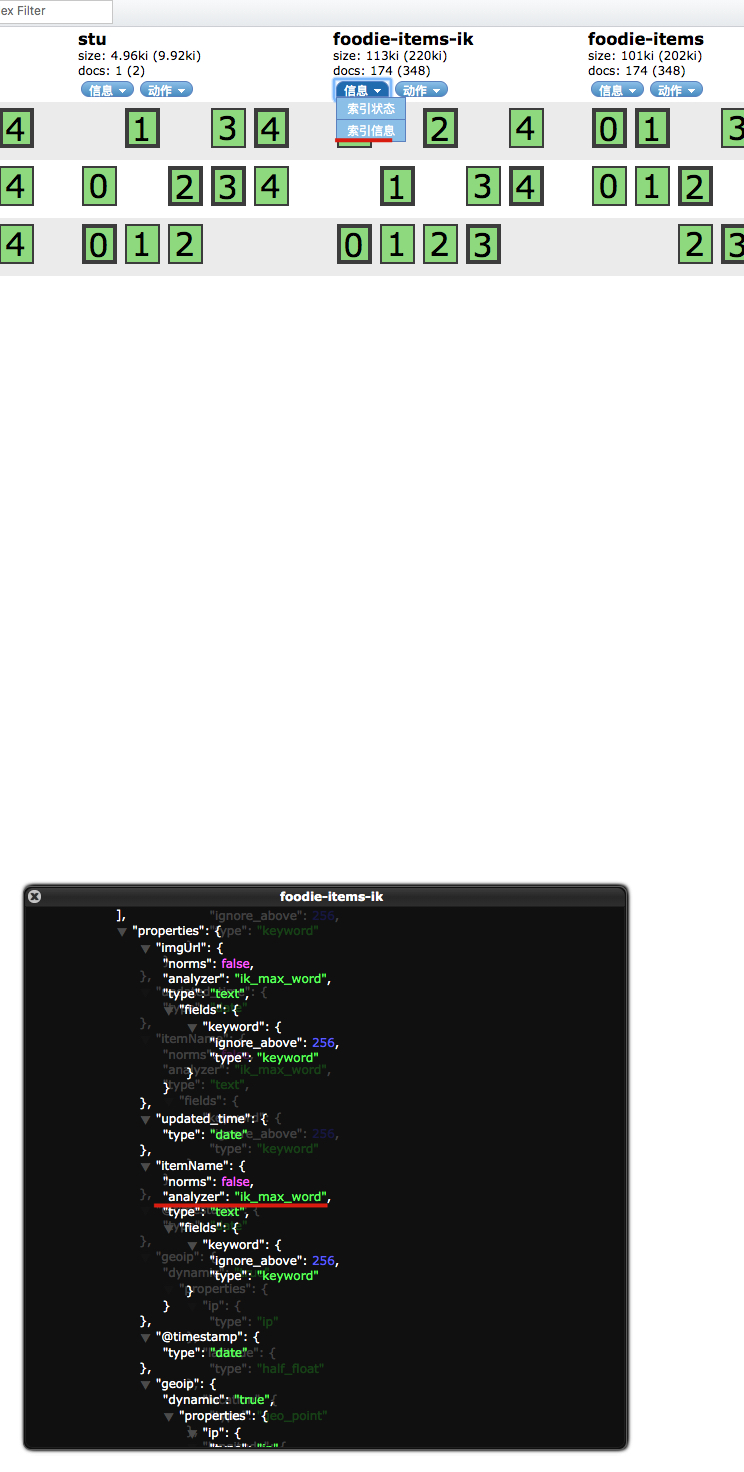 ex Filter
stu
size: 4.96ki (9.92ki)
docs: 1 (2)
信息 动作
foodie-items-ik
size: 113ki (220ki)
docs: 174 (348)
信息 动作
索引状态
索引信息
foodie-items
size: 101ki (202ki)
docs: 174 (348)
信息 动作
4 1 3 4 2 4 0 1 3
4 0 2 3 4 1 3 4 0 1 2
4 0 1 2 0 1 2 3 2 3
foodie-items-ik
],
"properties": {
"imgUrl": {
"norms": false,
"analyzer": "ik_max_word",
"type": "text",
"fields": {
"keyword": {
"ignore_above": 256,
"type": "keyword"
}
}
},
"updated_time": {
"type": "date"
},
"itemName": {
"norms": false,
"analyzer": "ik_max_word",
"type": "text",
"fields": {
"keyword": {
"ignore_above": 256,
"type": "keyword"
}
}
},
"@timestamp": {
"type": "date"
},
"geoip": {
"dynamic": "true",
"properties": {
"ip": {